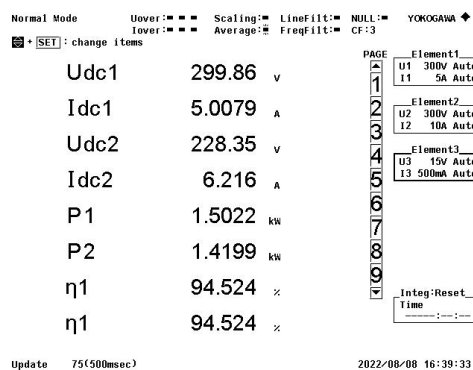 Normal Mode Uover: Scaling: LineFilt: NULL: YOKOGAWA
Iover: Average: FreqFilt: CF:3
+ SET : change items
PAGE
Udc1 299.86 V
Idc1 5.0079 A
Udc2 228.35 V
Idc2 6.216 A
P1 1.5022 kW
P2 1.4199 kW
η1 94.524 %
η1 94.524 %
1
2
3
4
5
6
7
8
9
Element1
U1 300V Auto
I1 5A Auto
Element2
U2 300V Auto
I2 10A Auto
Element3
U3 15V Auto
I3 500mA Auto
Integ:Reset
Time
-----:--:--
Update 75(500msec) 2022/08/08 16:39:33